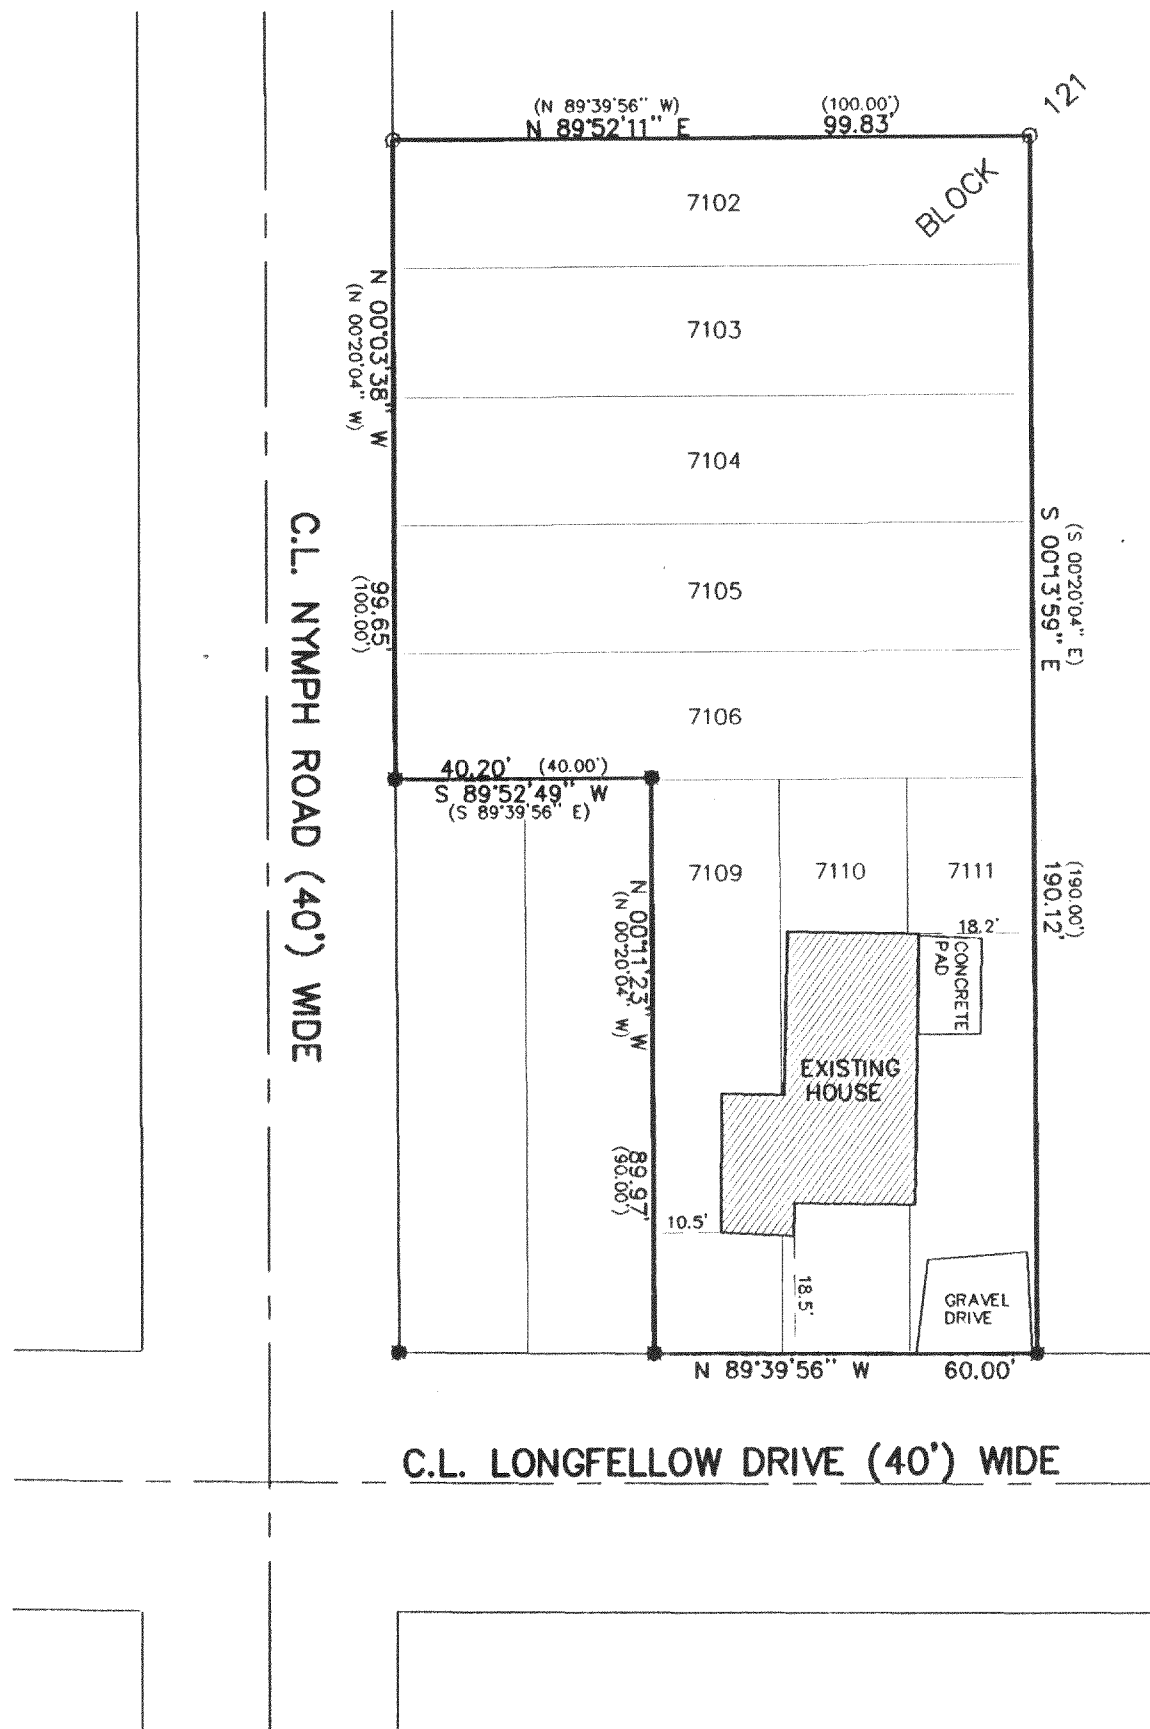 (N 89°39'56" W) (100.00')
N 89°52'11" E 99.83'
121
BLOCK
7102
7103
7104
7105
7106
N 00°03'38" W
(N 00°20'04" W)
99.65'
(100.00')
(S 00°20'04" E)
S 00°13'59" E
(190.00')
190.12'
C.L. NYMPH ROAD (40') WIDE
40.20' (40.00')
S 89°52'49" W
(S 89°39'56" E)
7109
7110
7111
N 00°11'23" W
(N 00°20'04" W)
89.97'
(90.00')
18.2'
CONCRETE
PAD
EXISTING
HOUSE
10.5'
18.5'
GRAVEL
DRIVE
N 89°39'56" W 60.00'
C.L. LONGFELLOW DRIVE (40') WIDE